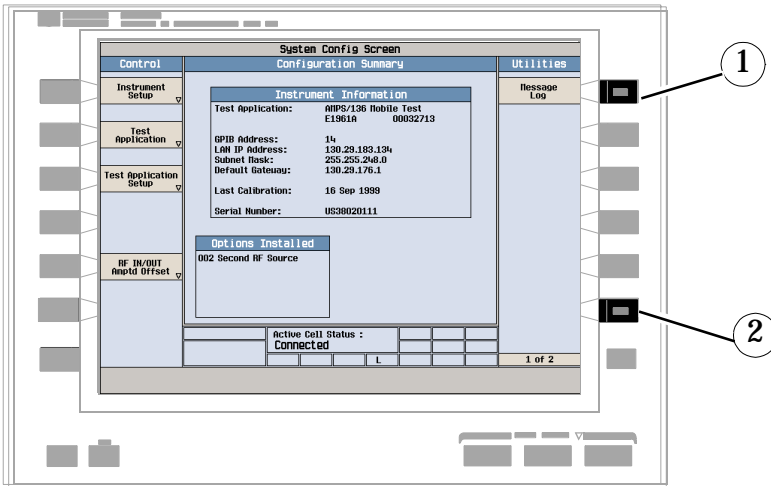 System Config Screen
Control
Configuration Summary
Utilities
Instrument
Setup
Message
Log
Test
Application
Test Application
Setup
RF IN/OUT
Amptd Offset
Instrument Information
Test Application: AMPS/136 Mobile Test
E1961A 00032713
GPIB Address: 14
LAN IP Address: 130.29.183.134
Subnet Mask: 255.255.248.0
Default Gateway: 130.29.176.1
Last Calibration: 16 Sep 1999
Serial Number: US38020111
Options Installed
002 Second RF Source
Active Cell Status :
Connected
L
1 of 2
1
2